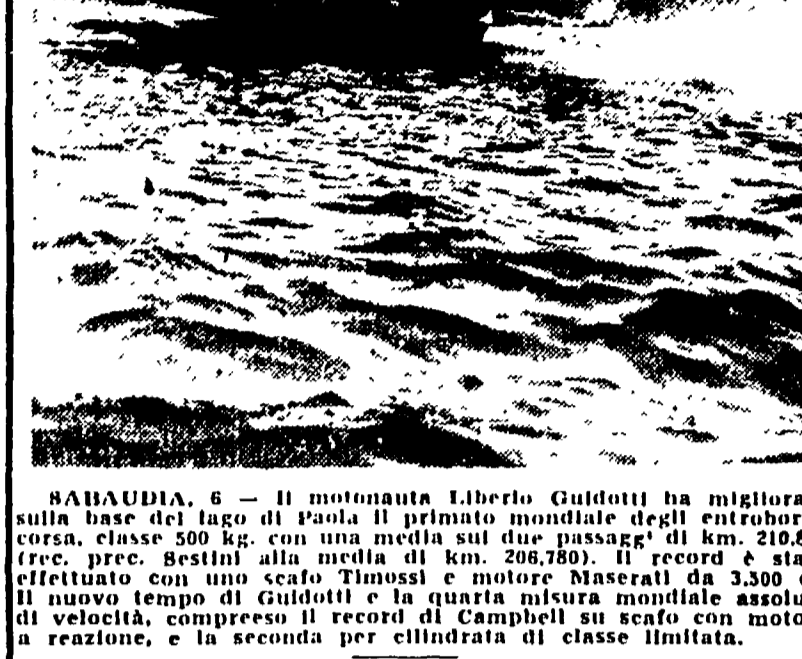 SABAUDIA, 6 — Il motonauta Liberio Guidotti ha migliora
sulla base del lago di Paola il primato mondiale degli entrobor
corsa, classe 500 kg. con una media sui due passagg' di km. 210,8
(rec. prec. Sestini alla media di km. 206,780). Il record è sta
effettuato con uno scafo Timossi e motore Maserati da 3.500 c
Il nuovo tempo di Guidotti e la quarta misura mondiale assolu
di velocità, compreeso il record di Campbell su scafo con moto
a reazione, e la seconda per cilindrata di classe limitata.